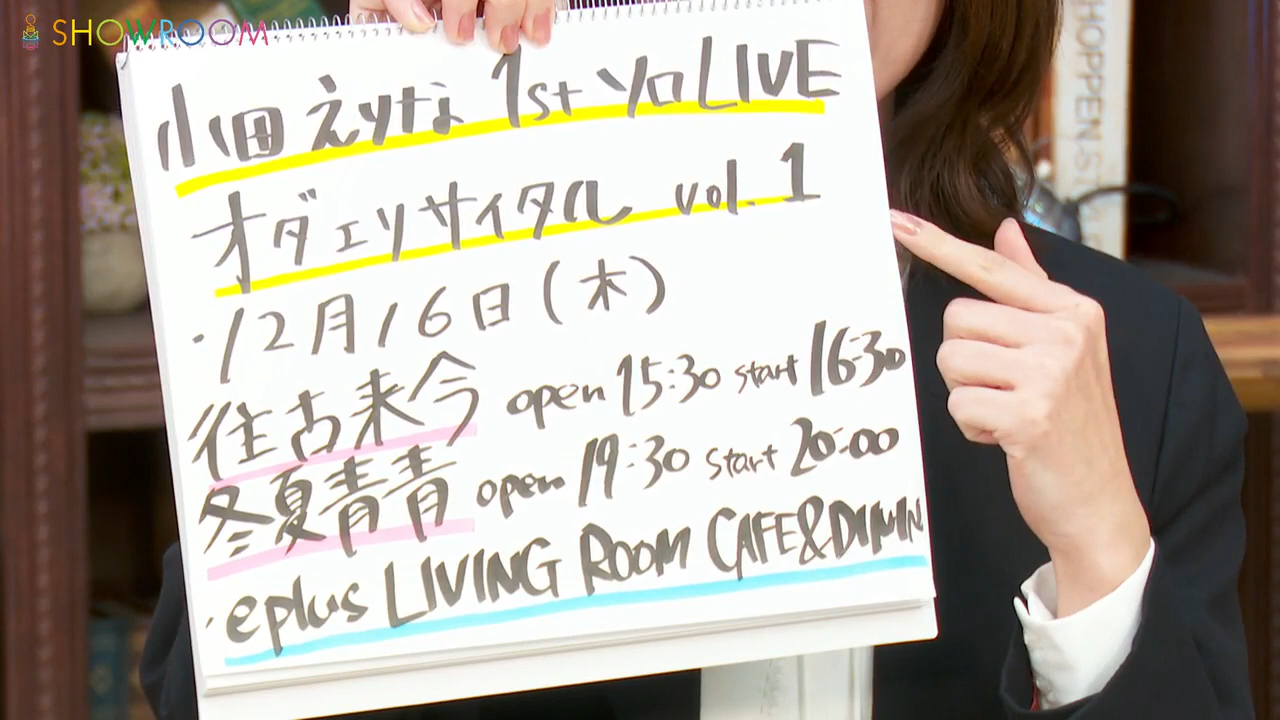 SHOWROOM
小田えりな 1st ソロLIVE
オダエリサイタル vol.1
・12月16日(木)
往古来今 open 15:30 start 16:30
冬夏青青 open 19:30 start 20:00
・eplus LIVING ROOM CAFE&DININ
HOPPEN